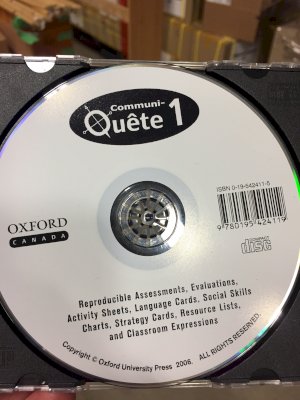 Communi-
Quête 1
OXFORD
CANADA
ISBN 0-19-542411-5
9 780195 424119
COMPACT
disc
Reproducible Assessments, Evaluations,
Activity Sheets, Language Cards, Social Skills
Charts, Strategy Cards, Resource Lists,
and Classroom Expressions
Copyright © Oxford University Press 2006. ALL RIGHTS RESERVED.